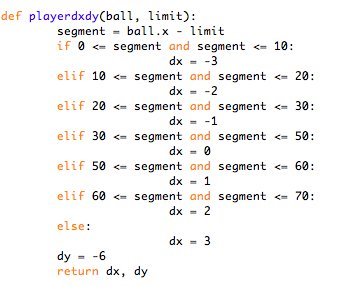 def playerdxdy(ball, limit):
        segment = ball.x - limit
        if 0 <= segment and segment <= 10:
                        dx = -3
        elif 10 <= segment and segment <= 20:
                        dx = -2
        elif 20 <= segment and segment <= 30:
                        dx = -1
        elif 30 <= segment and segment <= 50:
                        dx = 0
        elif 50 <= segment and segment <= 60:
                        dx = 1
        elif 60 <= segment and segment <= 70:
                        dx = 2
        else:
                        dx = 3
        dy = -6
        return dx, dy